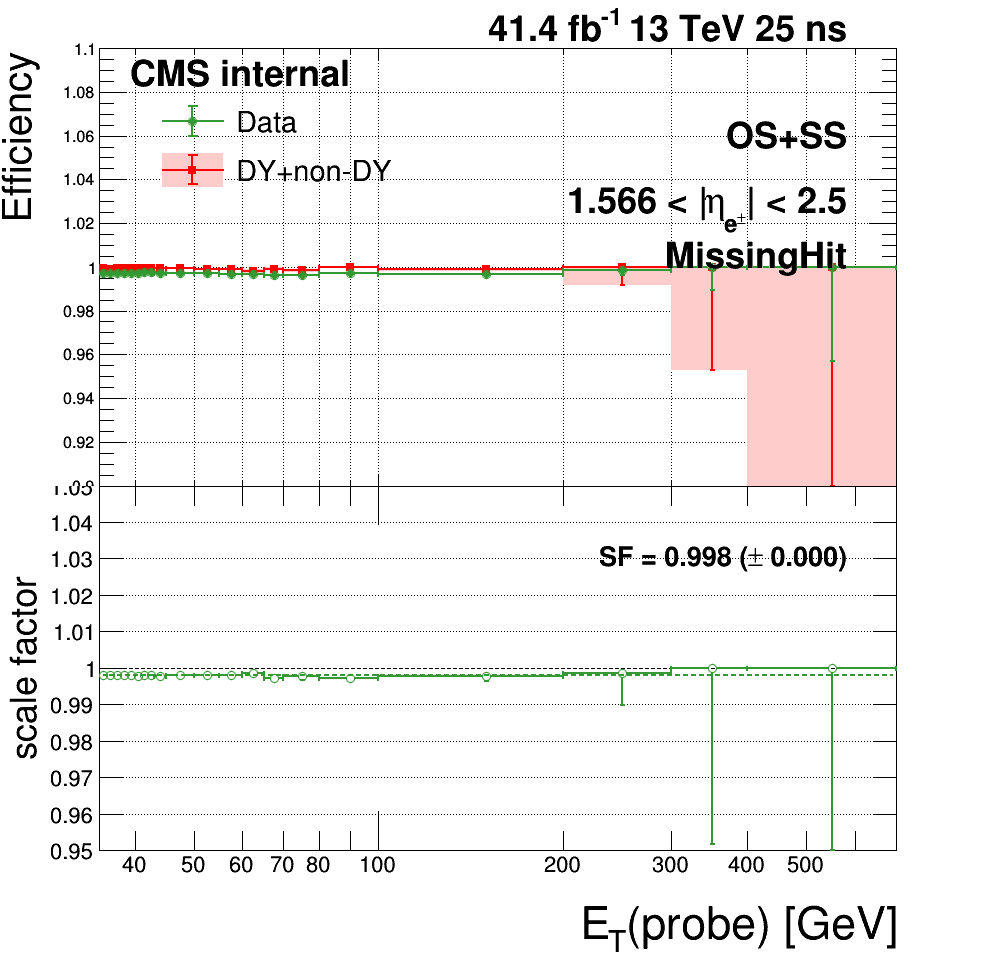 41.4 fb⁻¹ 13 TeV 25 ns
Efficiency
1.1
1.08
1.06
1.04
1.02
1
0.98
0.96
0.94
0.92
CMS internal
Data
DY+non-DY
OS+SS
1.566 < |η_e±| < 2.5
MissingHit
scale factor
1.04
1.03
1.02
1.01
1
0.99
0.98
0.97
0.96
0.95
SF = 0.998 (± 0.000)
40 50 60 70 80 100 200 300 400 500
E_T(probe) [GeV]